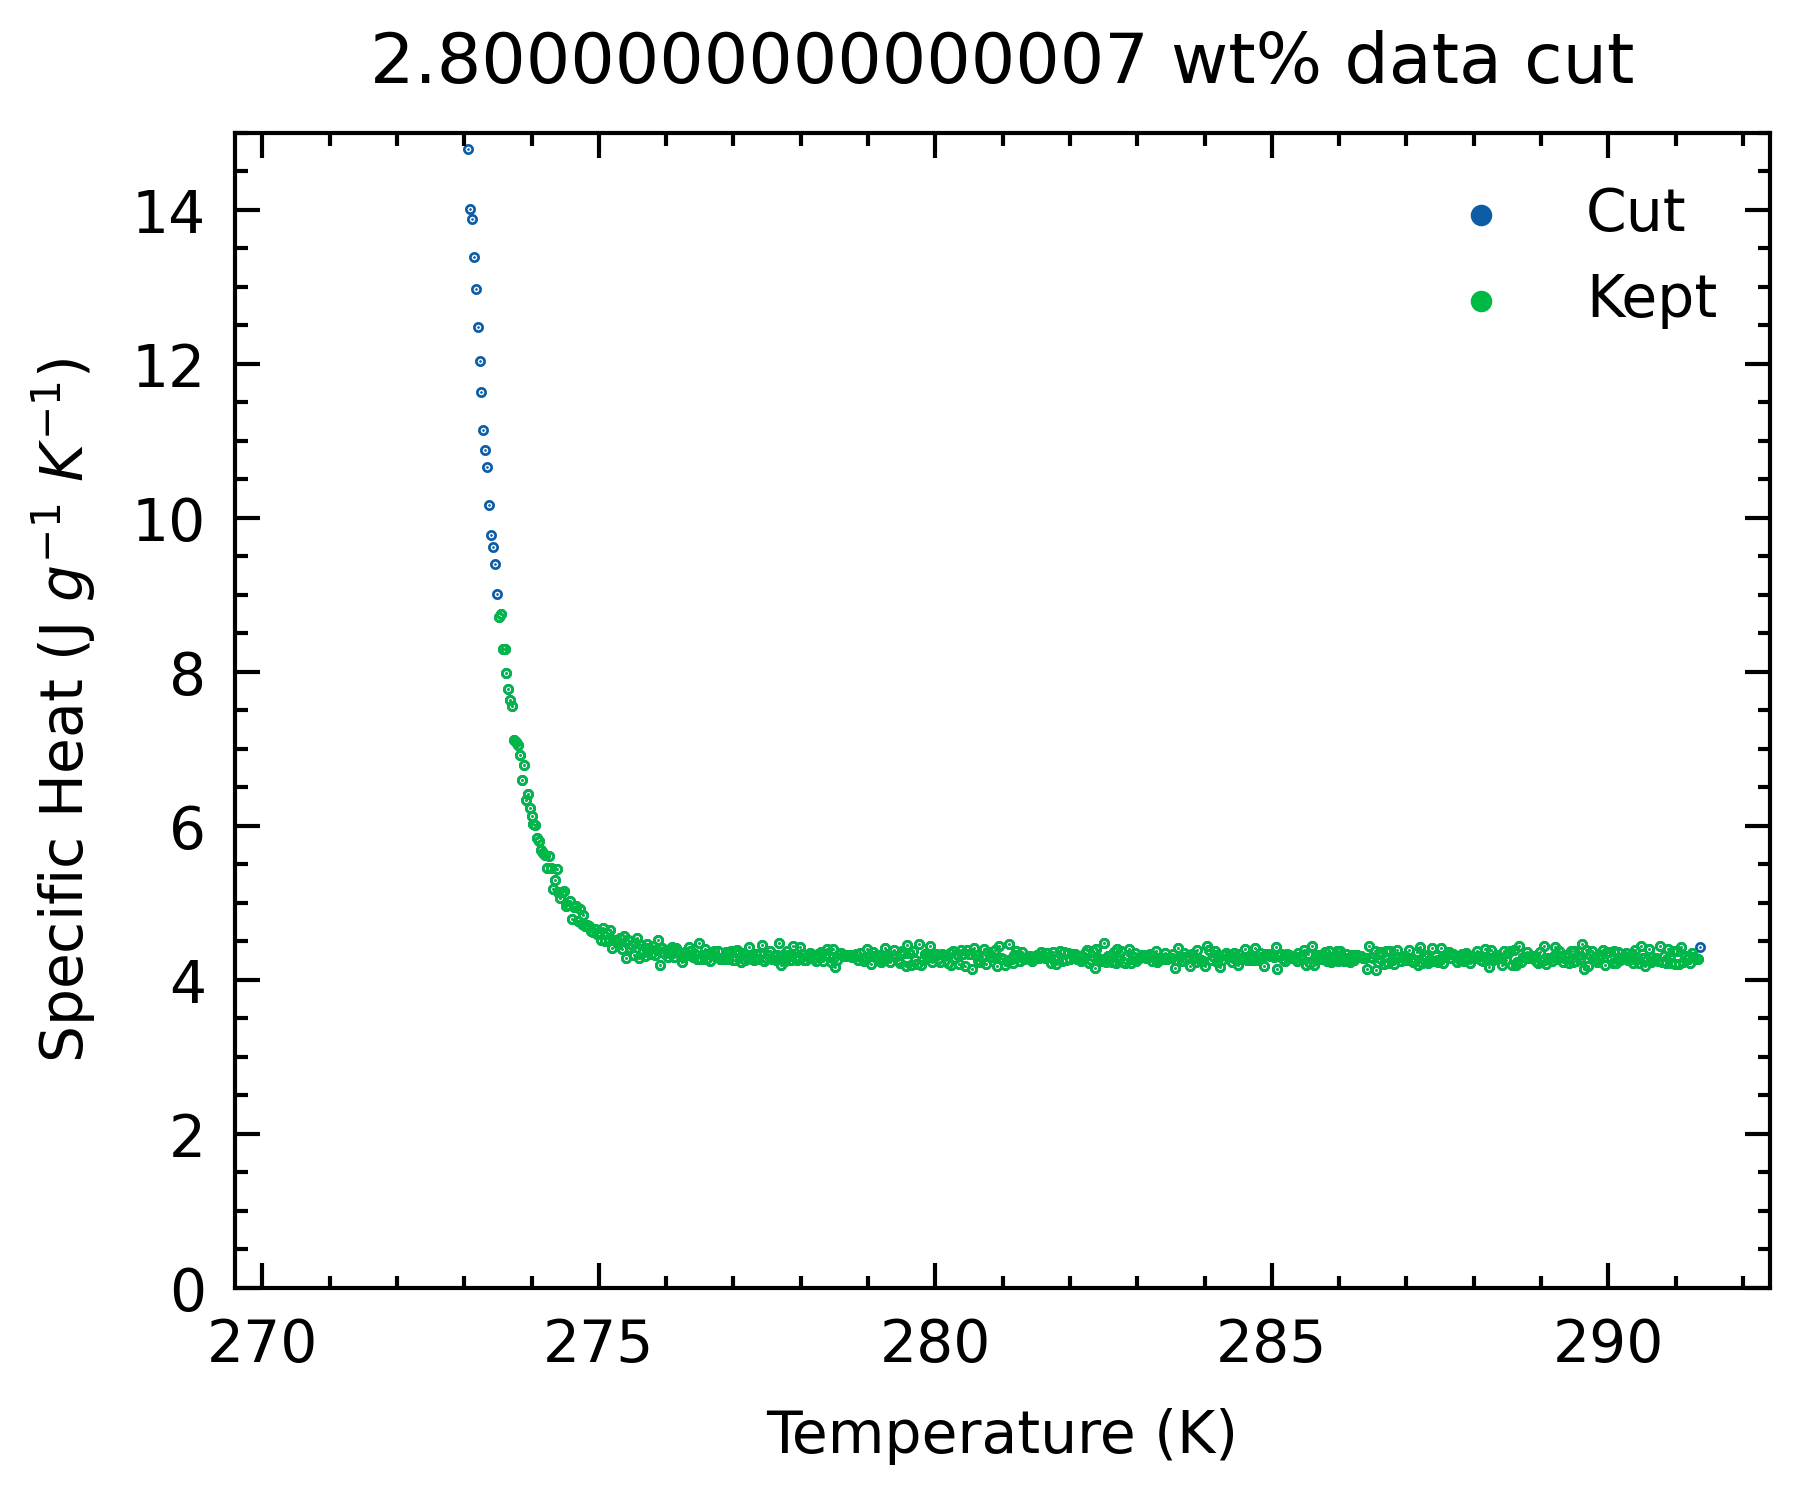 2.8000000000000007 wt% data cut
Cut
Kept
Specific Heat (J g⁻¹ K⁻¹)
14
12
10
8
6
4
2
0
270 275 280 285 290
Temperature (K)